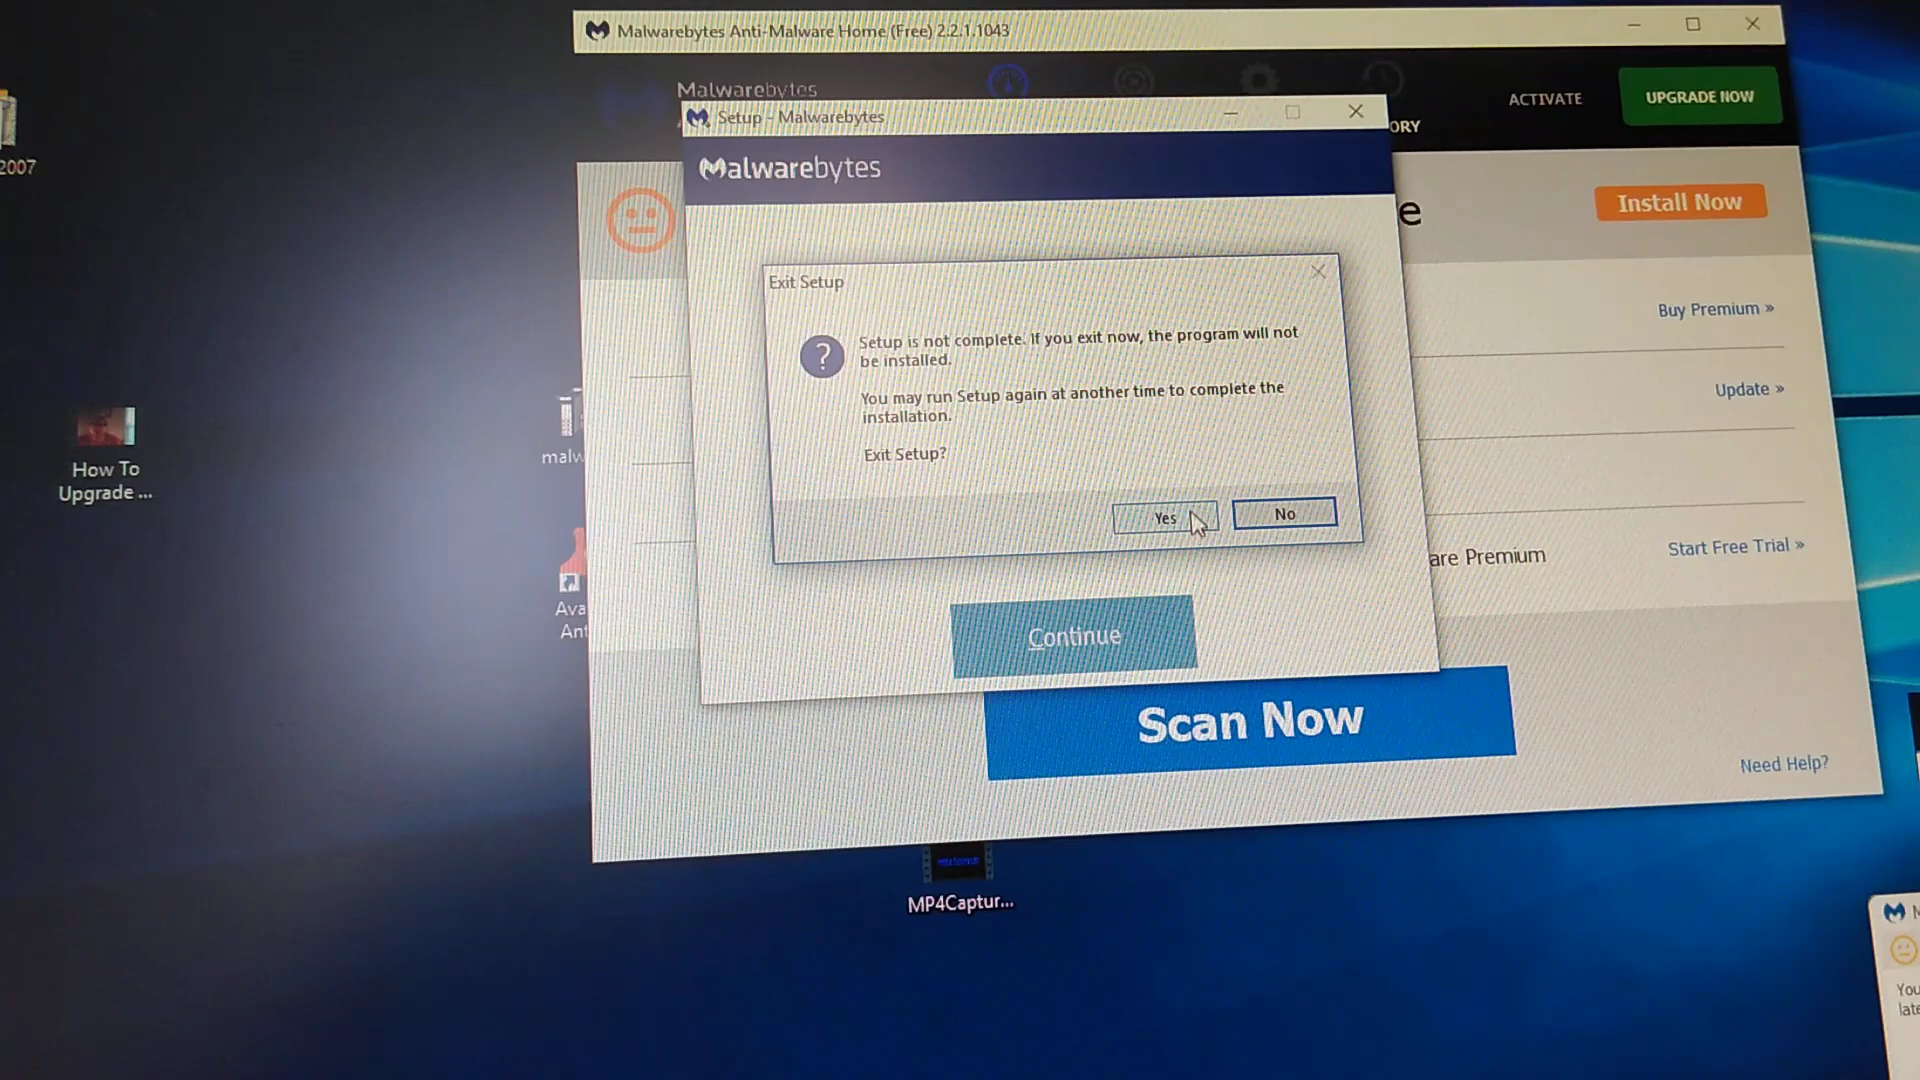 Malwarebytes Anti-Malware Home (Free) 2.2.1.1043
Malwarebytes
ACTIVATE
UPGRADE NOW
ORY
Setup - Malwarebytes
Malwarebytes
e
Install Now
2007
Exit Setup
Setup is not complete. If you exit now, the program will not
be installed.
You may run Setup again at another time to complete the
installation.
Exit Setup?
Yes
No
Buy Premium »
Update »
are Premium
Start Free Trial »
How To
Upgrade ...
malw
Ava
Ant
Continue
Scan Now
Need Help?
MP4Captur...
You
late